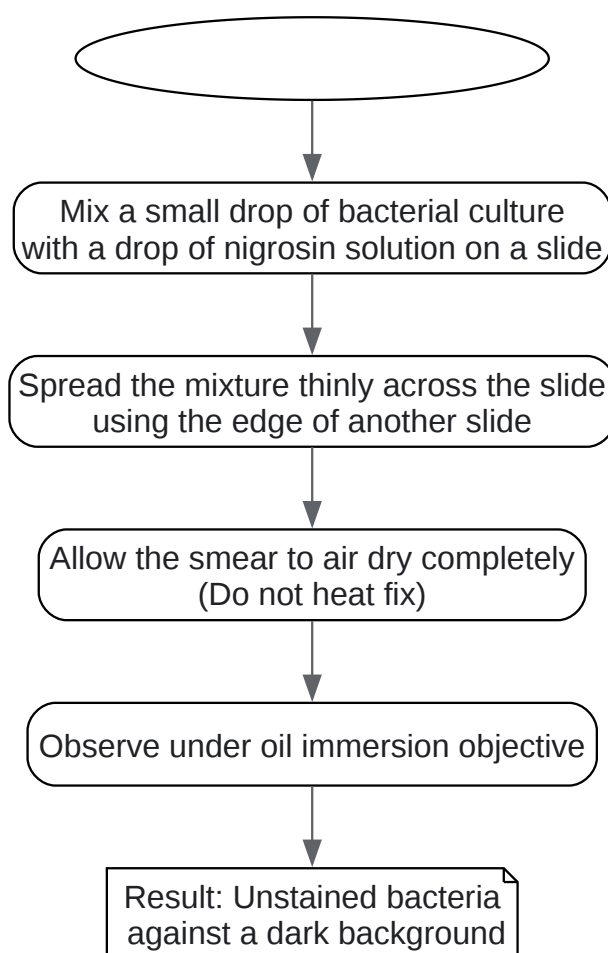 Mix a small drop of bacterial culture
with a drop of nigrosin solution on a slide
Spread the mixture thinly across the slide
using the edge of another slide
Allow the smear to air dry completely
(Do not heat fix)
Observe under oil immersion objective
Result: Unstained bacteria
against a dark background